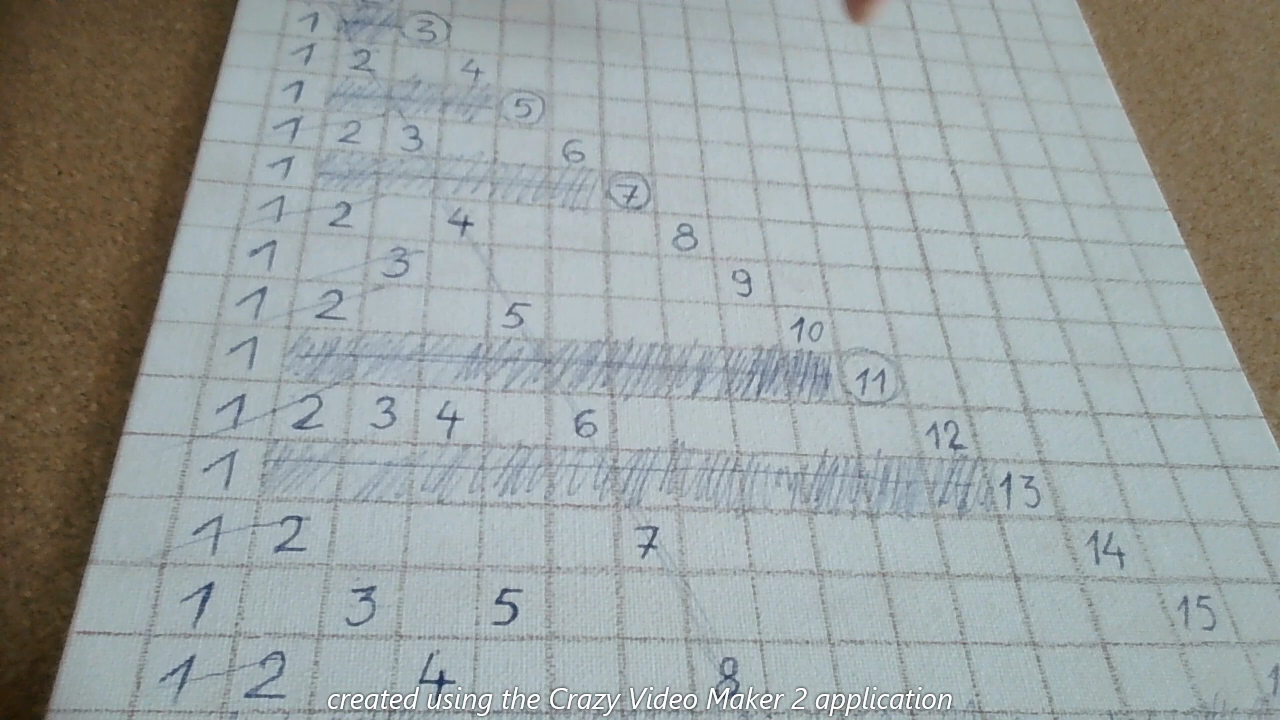 1 3
1 2 4
1 5
1 2 3 6
1 7
1 2 4 8
1 3 9
1 2 5 10
1 11
1 2 3 4 6 12
1 13
1 2 7 14
1 3 5 15
1 2 4 8 1
created using the Crazy Video Maker 2 application